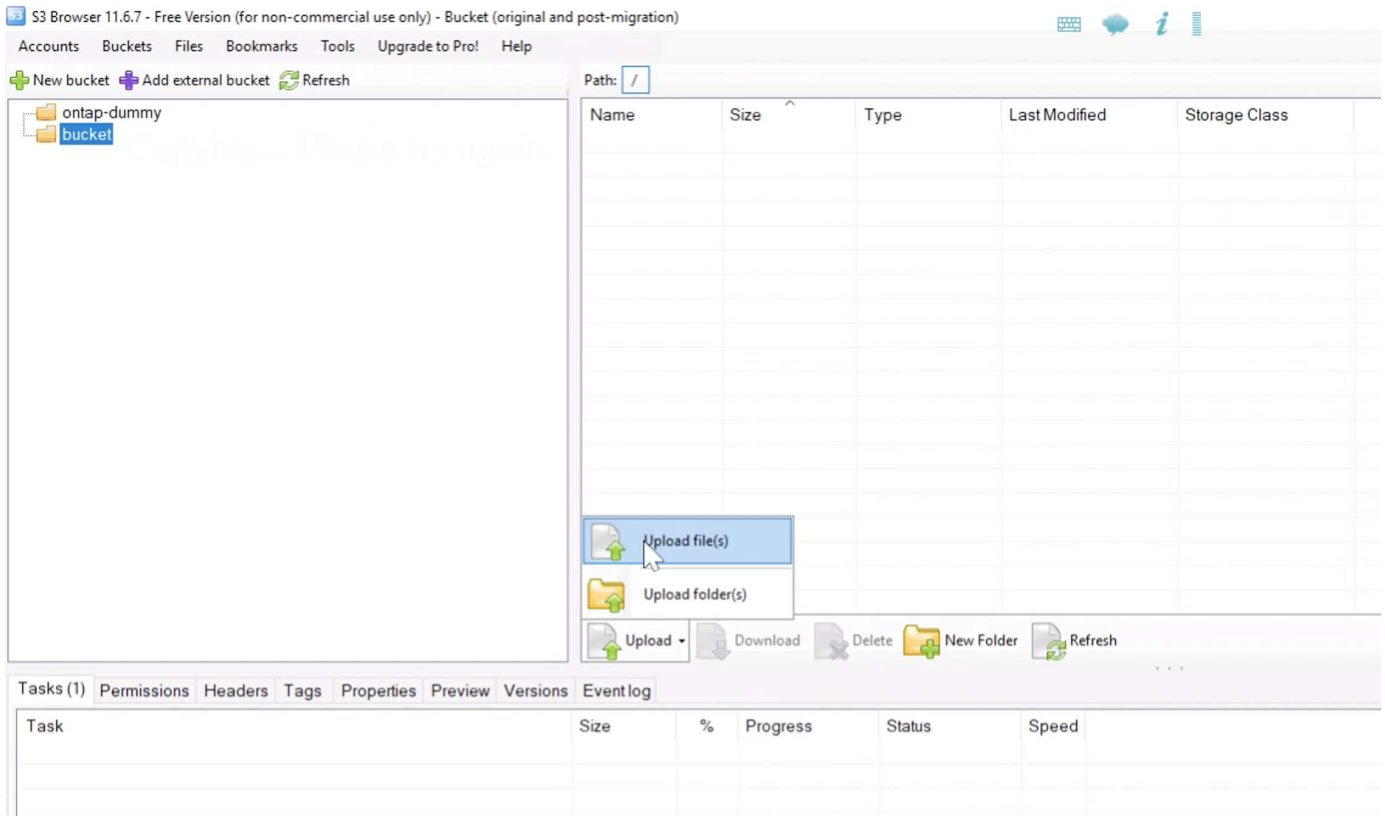 S3 Browser 11.6.7 - Free Version (for non-commercial use only) - Bucket (original and post-migration)
Accounts Buckets Files Bookmarks Tools Upgrade to Pro! Help
New bucket Add external bucket Refresh
Path: /
ontap-dummy
bucket
Name Size Type Last Modified Storage Class
Upload file(s)
Upload folder(s)
Upload Download Delete New Folder Refresh
Tasks (1) Permissions Headers Tags Properties Preview Versions Event log
Task Size % Progress Status Speed